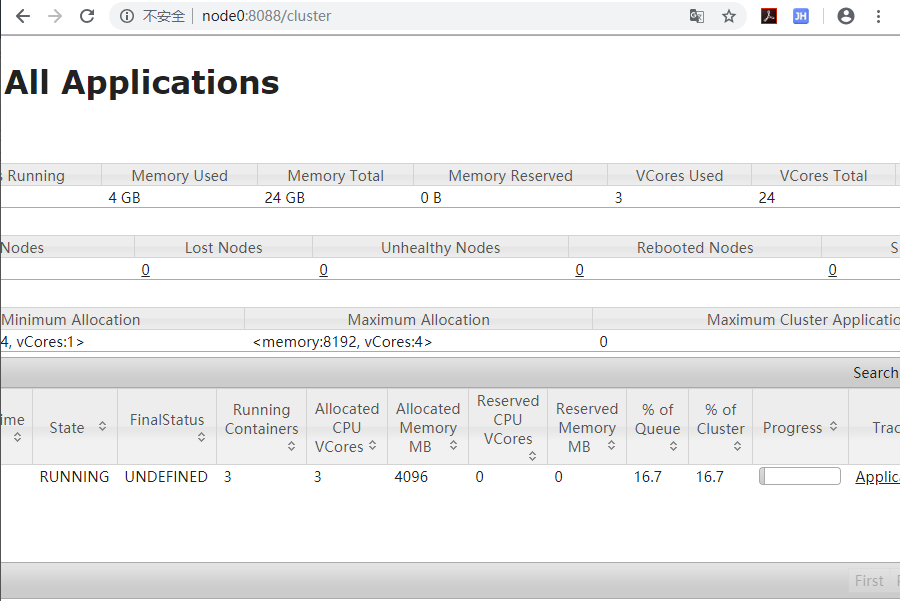 不安全 node0:8088/cluster
JH
All Applications
Running Memory Used Memory Total Memory Reserved VCores Used VCores Total
4 GB 24 GB 0 B 3 24
Nodes Lost Nodes Unhealthy Nodes Rebooted Nodes S
0 0 0 0
Minimum Allocation Maximum Allocation Maximum Cluster Applicatio
4, vCores:1> <memory:8192, vCores:4> 0
Search
ime State FinalStatus Running Containers Allocated CPU VCores Allocated Memory MB Reserved CPU VCores Reserved Memory MB % of Queue % of Cluster Progress Trac
RUNNING UNDEFINED 3 3 4096 0 0 16.7 16.7 Applica
First